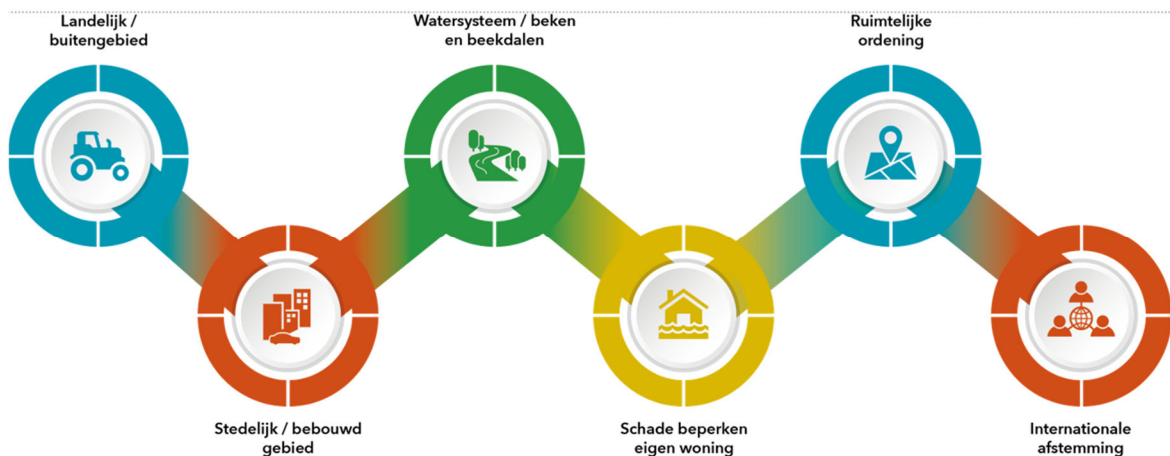 Landelijk /
buitengebied
Watersysteem / beken
en beekdalen
Ruimtelijke
ordening
Stedelijk / bebouwd
gebied
Schade beperken
eigen woning
Internationale
afstemming